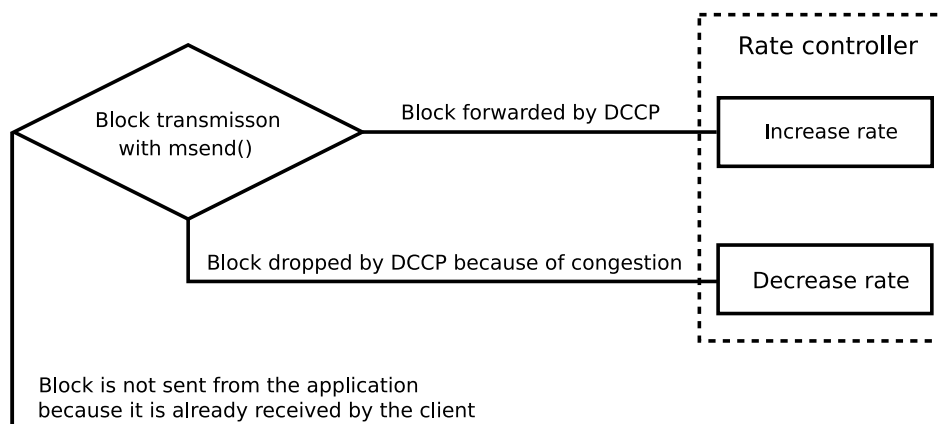 Rate controller
Block transmisson
with msend()
Block forwarded by DCCP
Increase rate
Block dropped by DCCP because of congestion
Decrease rate
Block is not sent from the application
because it is already received by the client